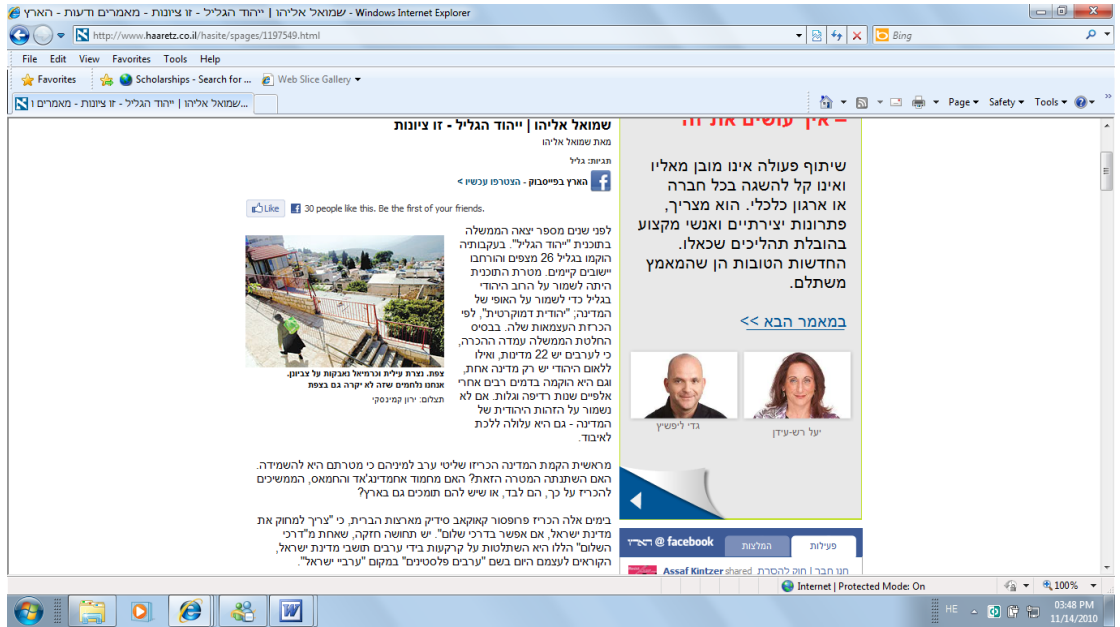 שמואל אליהו | ייהוד הגליל - זו ציונות - מאמרים ודעות - הארץ - Windows Internet Explorer
http://www.haaretz.co.il/hasite/spages/1197549.html
Bing
File Edit View Favorites Tools Help
Favorites
Scholarships - Search for ...
Web Slice Gallery
שמואל אליהו | ייהוד הגליל - זו ציונות - מאמרים ו...
Page Safety Tools
שמואל אליהו | ייהוד הגליל - זו ציונות
מאת שמואל אליהו
תגיות: גליל
הארץ בפייסבוק - הצטרפו עכשיו >
Like
30 people like this. Be the first of your friends.
לפני שנים מספר יצאה הממשלה
בתוכנית "ייהוד הגליל". בעקבותיה
הוקמו בגליל 26 מצפים והורחבו
יישובים קיימים. מטרת התוכנית
היתה לשמור על הרוב היהודי
בגליל כדי לשמור על האופי של
המדינה; "יהודית דמוקרטית", לפי
הכרזת העצמאות שלה. בבסיס
החלטת הממשלה עמדה ההכרה,
כי לערבים יש 22 מדינות, ואילו
ללאום היהודי יש רק מדינה אחת,
וגם היא הוקמה בדמים רבים אחרי
אלפיים שנות רדיפה וגלות. אם לא
נשמור על הזהות היהודית של
המדינה - גם היא עלולה ללכת
לאיבוד.
צפת. נצרת עילית וכרמיאל נאבקות על צביונן.
אנחנו נלחמים שזה לא יקרה גם בצפת
תצלום: ירון קמינסקי
מראשית הקמת המדינה הכריזו שליטי ערב למיניהם כי מטרתם היא להשמידה.
האם השתנתה המטרה הזאת? האם מחמוד אחמדינג'אד והחמאס, הממשיכים
להכריז על כך, הם לבד, או שיש להם תומכים גם בארץ?
בימים אלה הכריז פרופסור קאוקאב סידיק מארצות הברית, כי "צריך למחוק את
מדינת ישראל, אם אפשר בדרכי שלום". יש תחושה חזקה, שאחת מ"דרכי
השלום" הללו היא השתלטות על קרקעות בידי ערבים תושבי מדינת ישראל,
הקוראים לעצמם היום בשם "ערבים פלסטינים" במקום "ערביי ישראל".
– איך עושים את זה
שיתוף פעולה אינו מובן מאליו
ואינו קל להשגה בכל חברה
או ארגון כלכלי. הוא מצריך,
פתרונות יצירתיים ואנשי מקצוע
בהובלת תהליכים שכאלו.
החדשות הטובות הן שהמאמץ
משתלם.
במאמר הבא >>
יעל רש-עידן
גדי ליפשיץ
הארץ @ facebook
המלצות
פעילות
Assaf Kintzer shared חנו חבר | חוק להסרת
Internet | Protected Mode: On
100%
HE
03:48 PM
11/14/2010